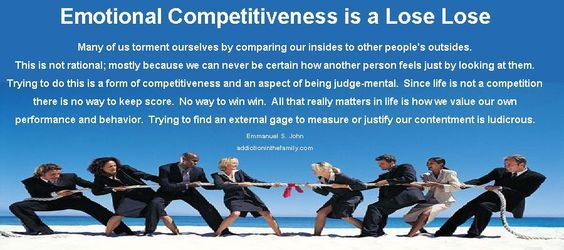 Emotional Competitiveness is a Lose Lose
Many of us torment ourselves by comparing our insides to other people's outsides.
This is not rational; mostly because we can never be certain how another person feels just by looking at them.
Trying to do this is a form of competitiveness and an aspect of being judge-mental.  Since life is not a competition
there is no way to keep score.  No way to win win.  All that really matters in life is how we value our own
performance and behavior.  Trying to find an external gage to measure or justify our contentment is ludicrous.
Emmanuel S. John
addictioninthefamily.com